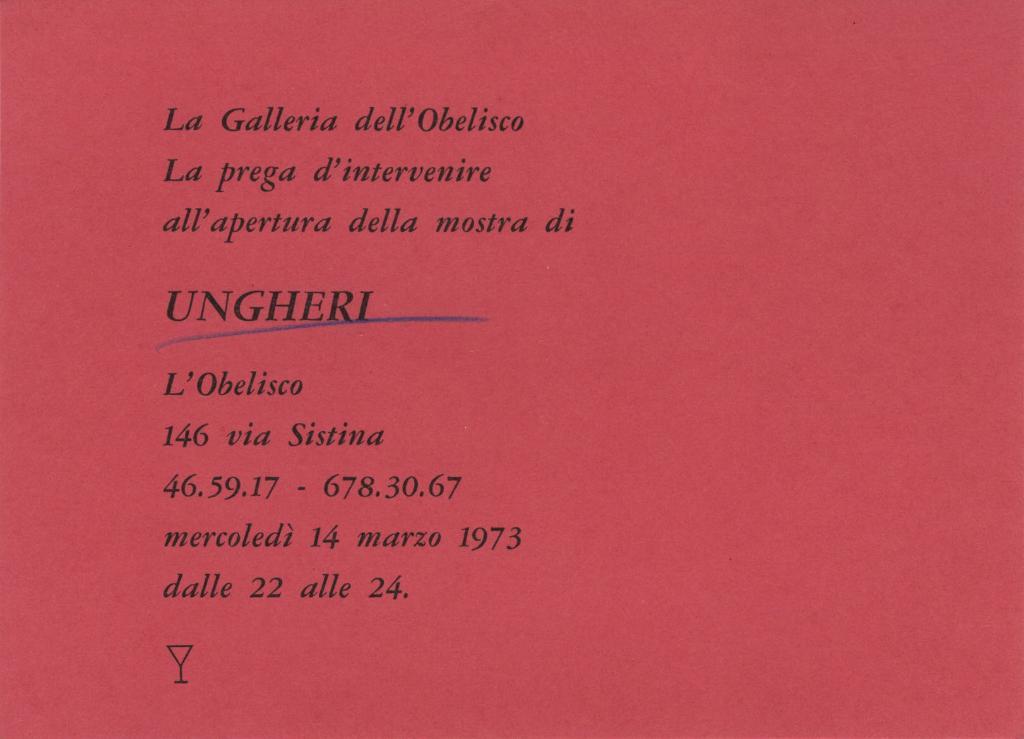 La Galleria dell'Obelisco
La prega d'intervenire
all'apertura della mostra di
UNGHERI
L'Obelisco
146 via Sistina
46.59.17 - 678.30.67
mercoledì 14 marzo 1973
dalle 22 alle 24.